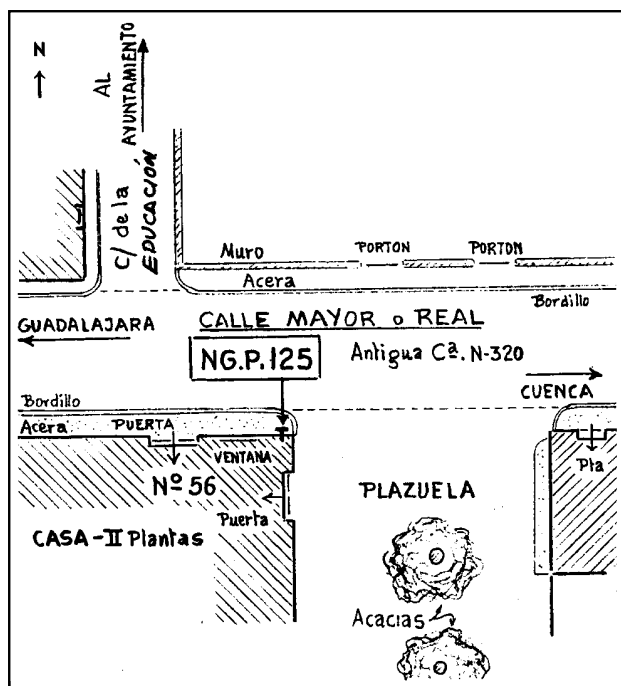 N
AL
AYUNTAMIENTO
C/ de la
EDUCACIÓN
Muro
PORTON
PORTON
Acera
Bordillo
GUADALAJARA
CALLE MAYOR o REAL
NG.P.125
Antigua Cª. N-320
CUENCA
Bordillo
Acera
PUERTA
VENTANA
Nº 56
Puerta
CASA-II Plantas
PLAZUELA
Pta
Acacias